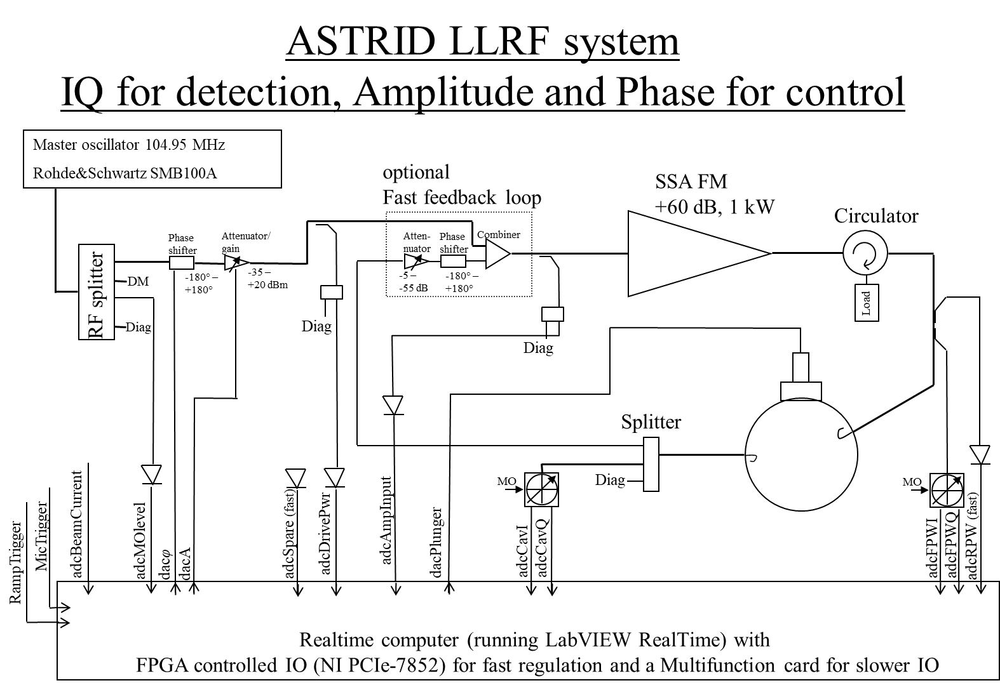 ASTRID LLRF system
IQ for detection, Amplitude and Phase for control
Master oscillator 104.95 MHz
Rohde&Schwartz SMB100A
optional
Fast feedback loop
SSA FM
+60 dB, 1 kW
Circulator
Load
RF splitter
DM
Diag
Phase
shifter
-180° –
+180°
Attenuator/
gain
-35 –
+20 dBm
Diag
Atten-
nuator
-5 –
-55 dB
Phase
shifter
-180° –
+180°
Combiner
Diag
Splitter
Diag
MO
MO
RampTrigger
MicTrigger
adcBeamCurrent
adcMOlevel
dacφ
dacA
adcSpare (fast)
adcDrivePwr
adcAmpInput
dacPlunger
adcCavI
adcCavQ
adcFPWI
adcFPWQ
adcRPW (fast)
Realtime computer (running LabVIEW RealTime) with
FPGA controlled IO (NI PCIe-7852) for fast regulation and a Multifunction card for slower IO